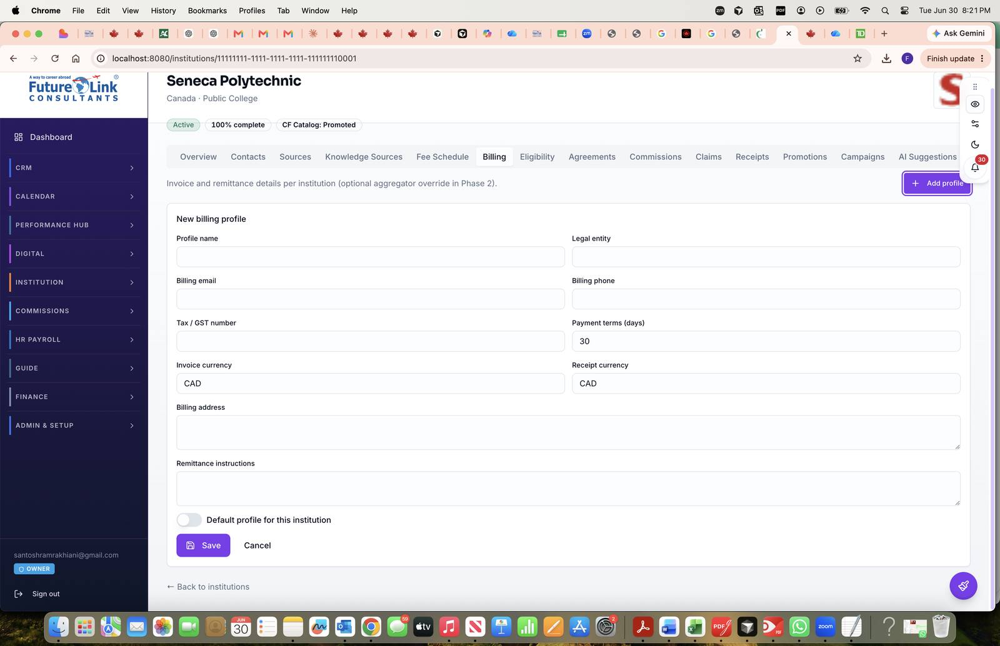 Chrome File Edit View History Bookmarks Profiles Tab Window Help
zm PDF Tue Jun 30 8:21 PM
Ask Gemini
localhost:8080/institutions/11111111-1111-1111-1111-111111110001
F Finish update
A way to career abroad
Future Link ®
CONSULTANTS
Seneca Polytechnic
Canada · Public College
S
Active 100% complete CF Catalog: Promoted
Dashboard
CRM
CALENDAR
PERFORMANCE HUB
DIGITAL
INSTITUTION
COMMISSIONS
HR PAYROLL
GUIDE
FINANCE
ADMIN & SETUP
santoshramrakhiani@gmail.com
OWNER
Sign out
Overview Contacts Sources Knowledge Sources Fee Schedule Billing Eligibility Agreements Commissions Claims Receipts Promotions Campaigns AI Suggestions
30
Invoice and remittance details per institution (optional aggregator override in Phase 2).
+ Add profile
New billing profile
Profile name Legal entity
Billing email Billing phone
Tax / GST number Payment terms (days)
30
Invoice currency Receipt currency
CAD CAD
Billing address
Remittance instructions
Default profile for this institution
Save Cancel
← Back to institutions
JUN
30
59
tv
2
PDF
zoom